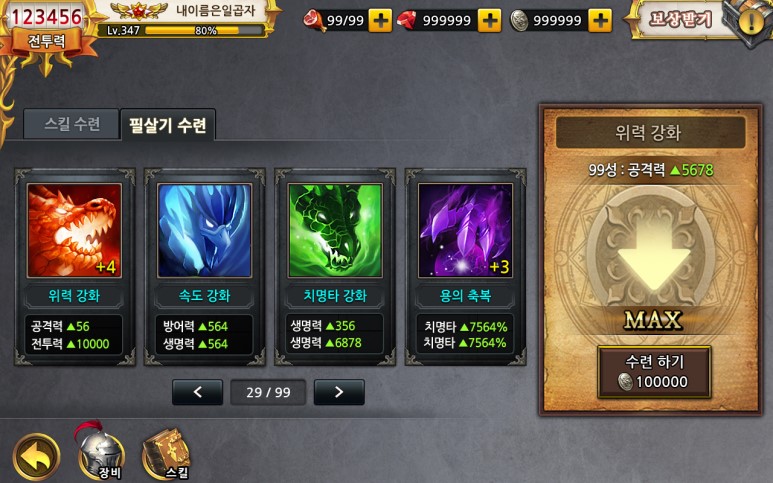 123456
전투력
내이름은일곱자
Lv.347
80%
99/99
999999
999999
보상받기
스킬 수련
필살기 수련
+4
위력 강화
공격력 ▲56
전투력 ▲10000
속도 강화
방어력 ▲564
생명력 ▲564
치명타 강화
생명력 ▲356
생명력 ▲6878
+3
용의 축복
치명타 ▲7564%
치명타 ▲7564%
29 / 99
위력 강화
99성 : 공격력 ▲5678
MAX
수련 하기
100000
장비
스킬